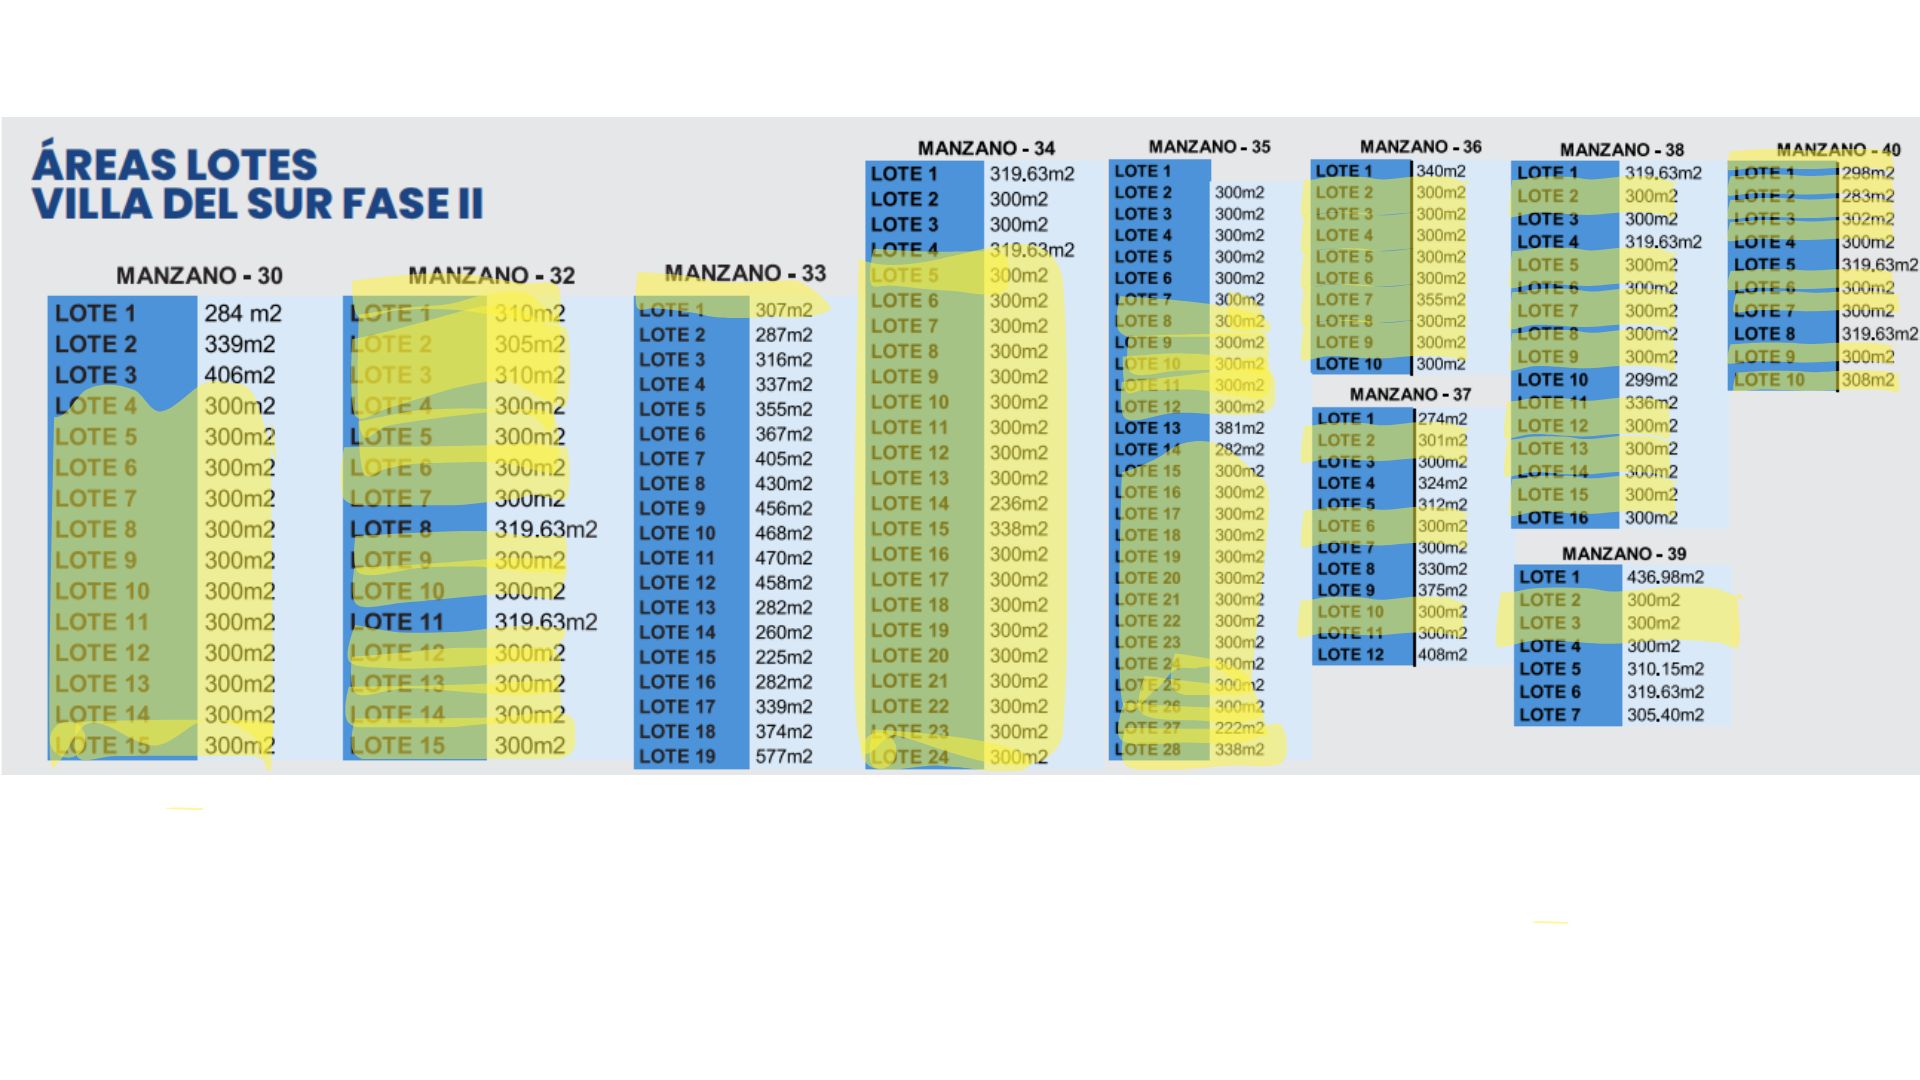 ÁREAS LOTES
VILLA DEL SUR FASE II
MANZANO - 30
LOTE 1 284 m2
LOTE 2 339m2
LOTE 3 406m2
LOTE 4 300m2
LOTE 5 300m2
LOTE 6 300m2
LOTE 7 300m2
LOTE 8 300m2
LOTE 9 300m2
LOTE 10 300m2
LOTE 11 300m2
LOTE 12 300m2
LOTE 13 300m2
LOTE 14 300m2
LOTE 15 300m2
MANZANO - 32
LOTE 1 310m2
LOTE 2 305m2
LOTE 3 310m2
LOTE 4 300m2
LOTE 5 300m2
LOTE 6 300m2
LOTE 7 300m2
LOTE 8 319.63m2
LOTE 9 300m2
LOTE 10 300m2
LOTE 11 319.63m2
LOTE 12 300m2
LOTE 13 300m2
LOTE 14 300m2
LOTE 15 300m2
MANZANO - 33
LOTE 1 307m2
LOTE 2 287m2
LOTE 3 316m2
LOTE 4 337m2
LOTE 5 355m2
LOTE 6 367m2
LOTE 7 405m2
LOTE 8 430m2
LOTE 9 456m2
LOTE 10 468m2
LOTE 11 470m2
LOTE 12 458m2
LOTE 13 282m2
LOTE 14 260m2
LOTE 15 225m2
LOTE 16 282m2
LOTE 17 339m2
LOTE 18 374m2
LOTE 19 577m2
MANZANO - 34
LOTE 1 319.63m2
LOTE 2 300m2
LOTE 3 300m2
LOTE 4 319.63m2
LOTE 5 300m2
LOTE 6 300m2
LOTE 7 300m2
LOTE 8 300m2
LOTE 9 300m2
LOTE 10 300m2
LOTE 11 300m2
LOTE 12 300m2
LOTE 13 300m2
LOTE 14 236m2
LOTE 15 338m2
LOTE 16 300m2
LOTE 17 300m2
LOTE 18 300m2
LOTE 19 300m2
LOTE 20 300m2
LOTE 21 300m2
LOTE 22 300m2
LOTE 23 300m2
LOTE 24 300m2
MANZANO - 35
LOTE 1
LOTE 2 300m2
LOTE 3 300m2
LOTE 4 300m2
LOTE 5 300m2
LOTE 6 300m2
LOTE 7 300m2
LOTE 8 300m2
LOTE 9 300m2
LOTE 10 300m2
LOTE 11 300m2
LOTE 12 300m2
LOTE 13 381m2
LOTE 14 282m2
LOTE 15 300m2
LOTE 16 300m2
LOTE 17 300m2
LOTE 18 300m2
LOTE 19 300m2
LOTE 20 300m2
LOTE 21 300m2
LOTE 22 300m2
LOTE 23 300m2
LOTE 24 300m2
LOTE 25 300m2
LOTE 26 300m2
LOTE 27 222m2
LOTE 28 338m2
MANZANO - 36
LOTE 1 340m2
LOTE 2 300m2
LOTE 3 300m2
LOTE 4 300m2
LOTE 5 300m2
LOTE 6 300m2
LOTE 7 355m2
LOTE 8 300m2
LOTE 9 300m2
LOTE 10 300m2
MANZANO - 37
LOTE 1 274m2
LOTE 2 301m2
LOTE 3 300m2
LOTE 4 324m2
LOTE 5 312m2
LOTE 6 300m2
LOTE 7 300m2
LOTE 8 330m2
LOTE 9 375m2
LOTE 10 300m2
LOTE 11 300m2
LOTE 12 408m2
MANZANO - 38
LOTE 1 319.63m2
LOTE 2 300m2
LOTE 3 300m2
LOTE 4 319.63m2
LOTE 5 300m2
LOTE 6 300m2
LOTE 7 300m2
LOTE 8 300m2
LOTE 9 300m2
LOTE 10 299m2
LOTE 11 336m2
LOTE 12 300m2
LOTE 13 300m2
LOTE 14 300m2
LOTE 15 300m2
LOTE 16 300m2
MANZANO - 39
LOTE 1 436.98m2
LOTE 2 300m2
LOTE 3 300m2
LOTE 4 300m2
LOTE 5 310.15m2
LOTE 6 319.63m2
LOTE 7 305.40m2
MANZANO - 40
LOTE 1 298m2
LOTE 2 283m2
LOTE 3 302m2
LOTE 4 300m2
LOTE 5 319.63m2
LOTE 6 300m2
LOTE 7 300m2
LOTE 8 319.63m2
LOTE 9 300m2
LOTE 10 308m2